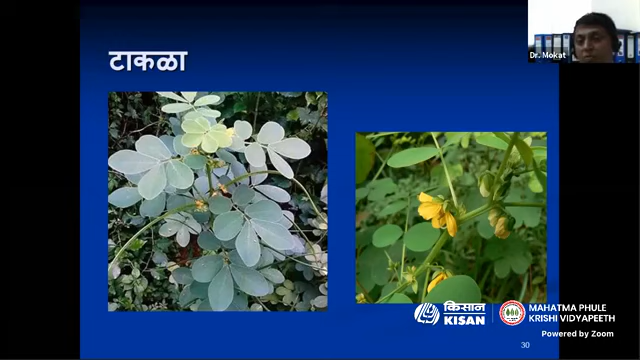 टाकळा
Dr. Mokat
किसान
KISAN
MAHATMA PHULE
KRISHI VIDYAPEETH
Powered by Zoom
30